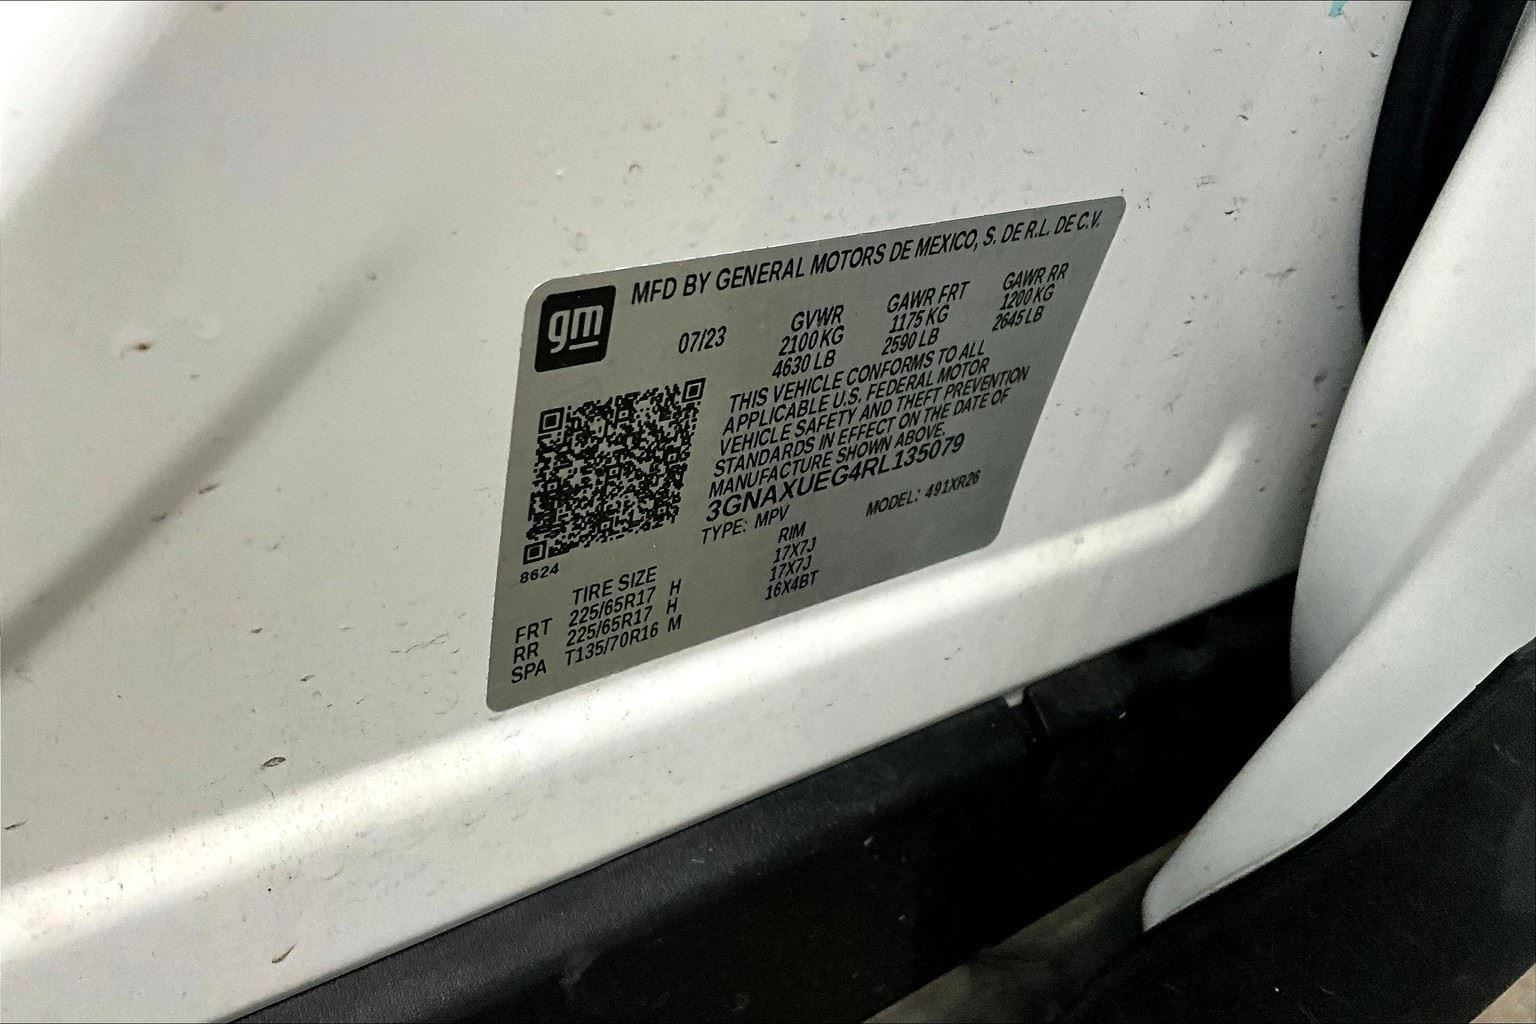 gm
MFD BY GENERAL MOTORS DE MEXICO, S. DE R.L. DE C.V.
07/23
GVWR
2100 KG
4630 LB
GAWR FRT
1175 KG
2590 LB
GAWR RR
1200 KG
2645 LB
THIS VEHICLE CONFORMS TO ALL
APPLICABLE U.S. FEDERAL MOTOR
VEHICLE SAFETY AND THEFT PREVENTION
STANDARDS IN EFFECT ON THE DATE OF
MANUFACTURE SHOWN ABOVE.
3GNAXUEG4RL135079
TYPE: MPV MODEL: 491XR26
8624
TIRE SIZE RIM
FRT 225/65R17 H 17X7J
RR 225/65R17 H 17X7J
SPA T135/70R16 M 16X4BT